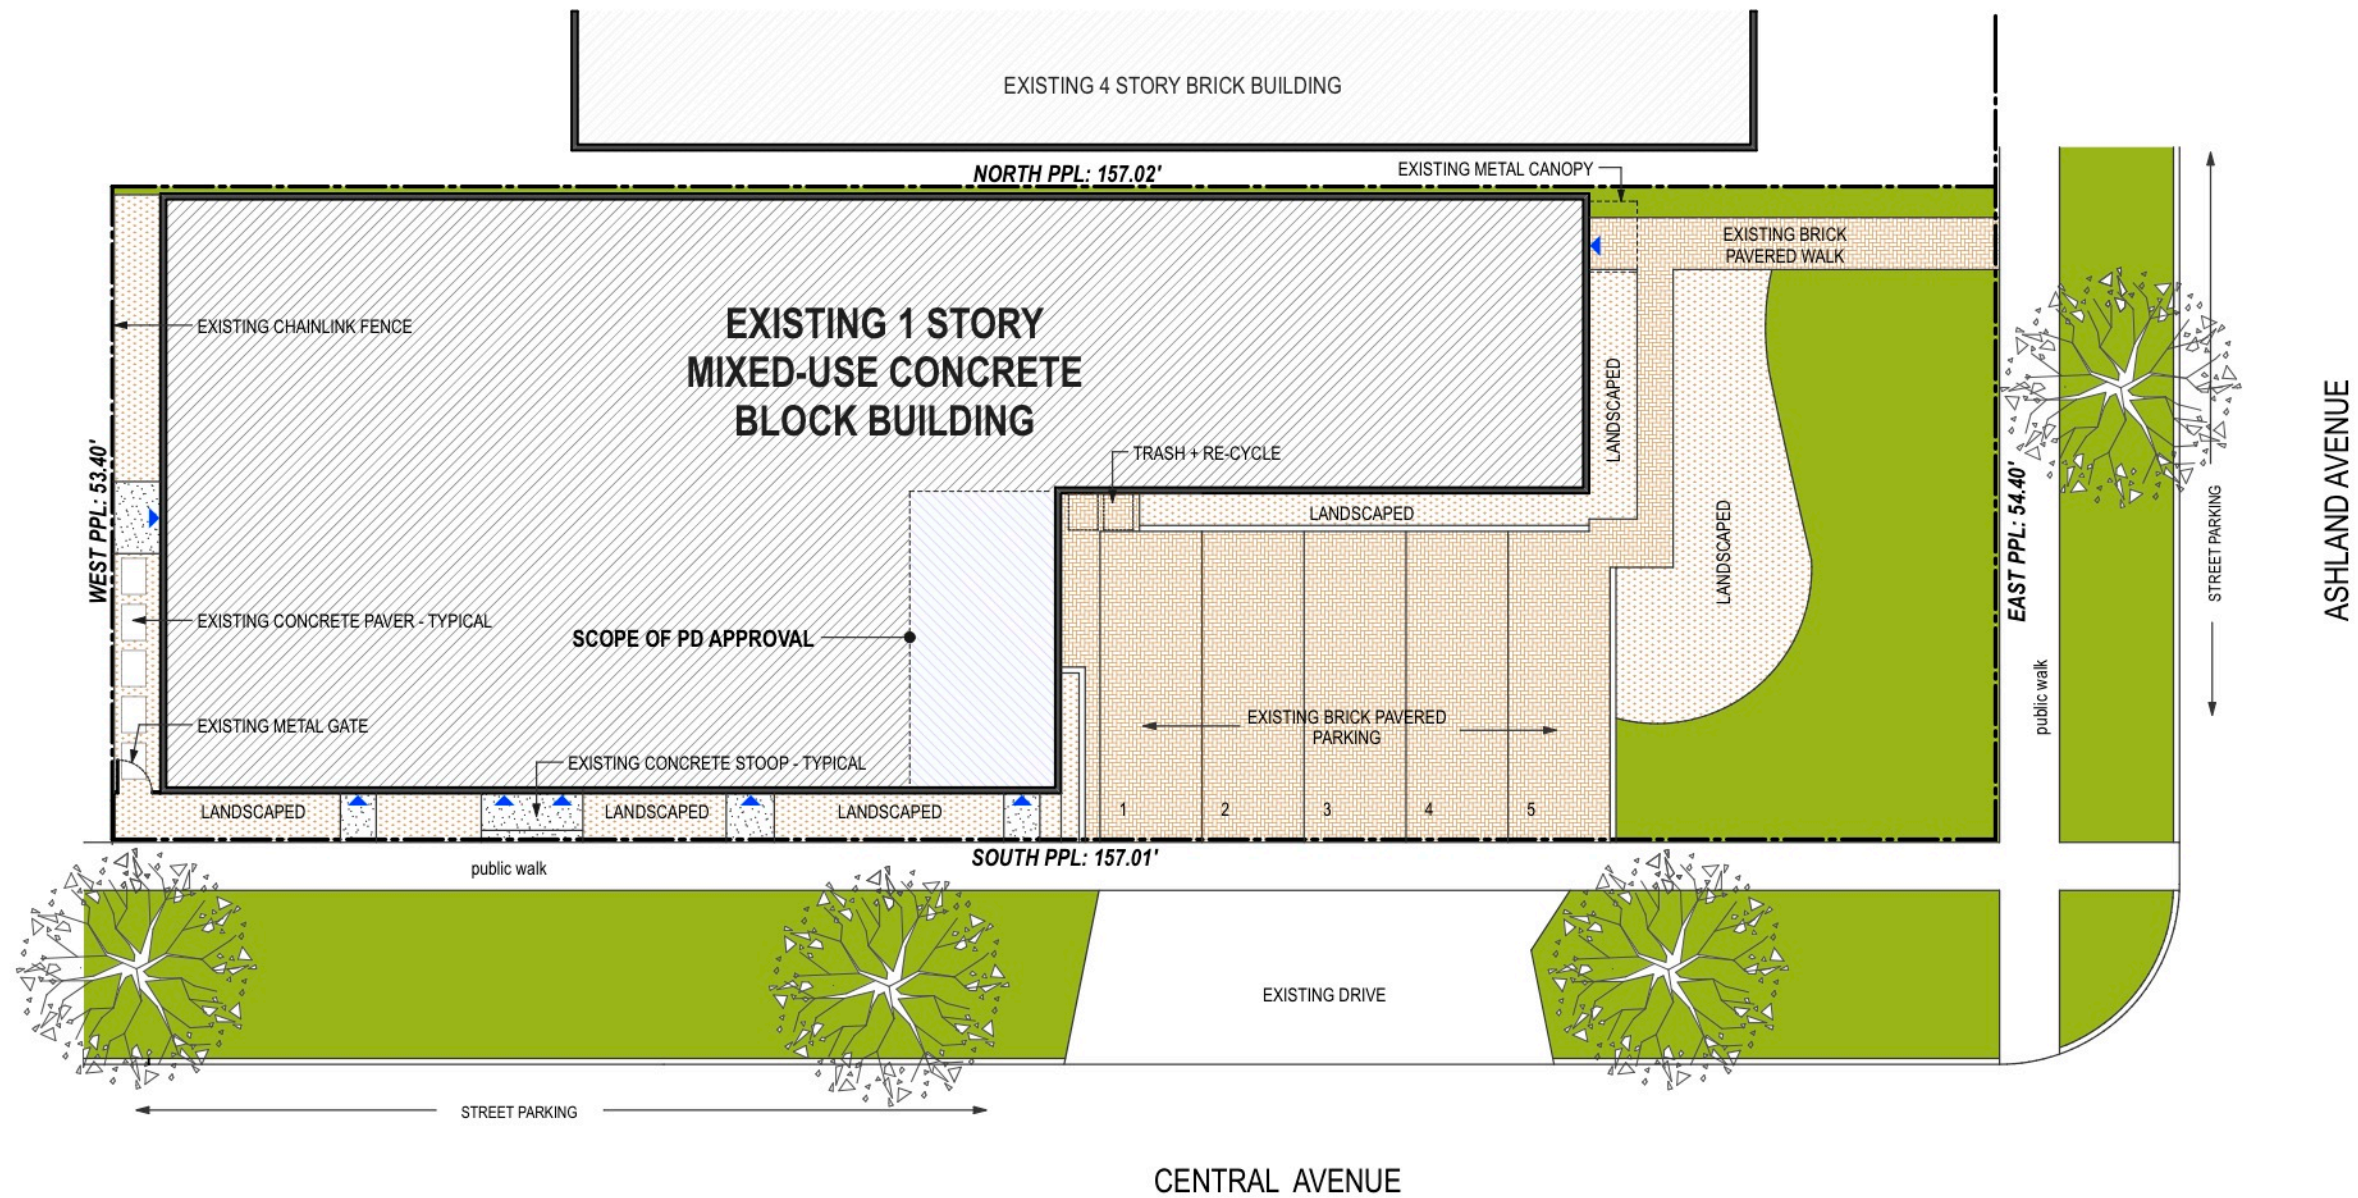 EXISTING 4 STORY BRICK BUILDING
NORTH PPL: 157.02'
EXISTING METAL CANOPY
EXISTING BRICK
PAVERED WALK
EXISTING CHAINLINK FENCE
EXISTING 1 STORY
MIXED-USE CONCRETE
BLOCK BUILDING
LANDSCAPED
TRASH + RE-CYCLE
WEST PPL: 53.40'
LANDSCAPED
LANDSCAPED
EAST PPL: 54.40'
STREET PARKING
ASHLAND AVENUE
EXISTING CONCRETE PAVER - TYPICAL
SCOPE OF PD APPROVAL
public walk
EXISTING METAL GATE
EXISTING BRICK PAVERED
PARKING
EXISTING CONCRETE STOOP - TYPICAL
LANDSCAPED
LANDSCAPED
LANDSCAPED
1
2
3
4
5
SOUTH PPL: 157.01'
public walk
EXISTING DRIVE
STREET PARKING
CENTRAL AVENUE